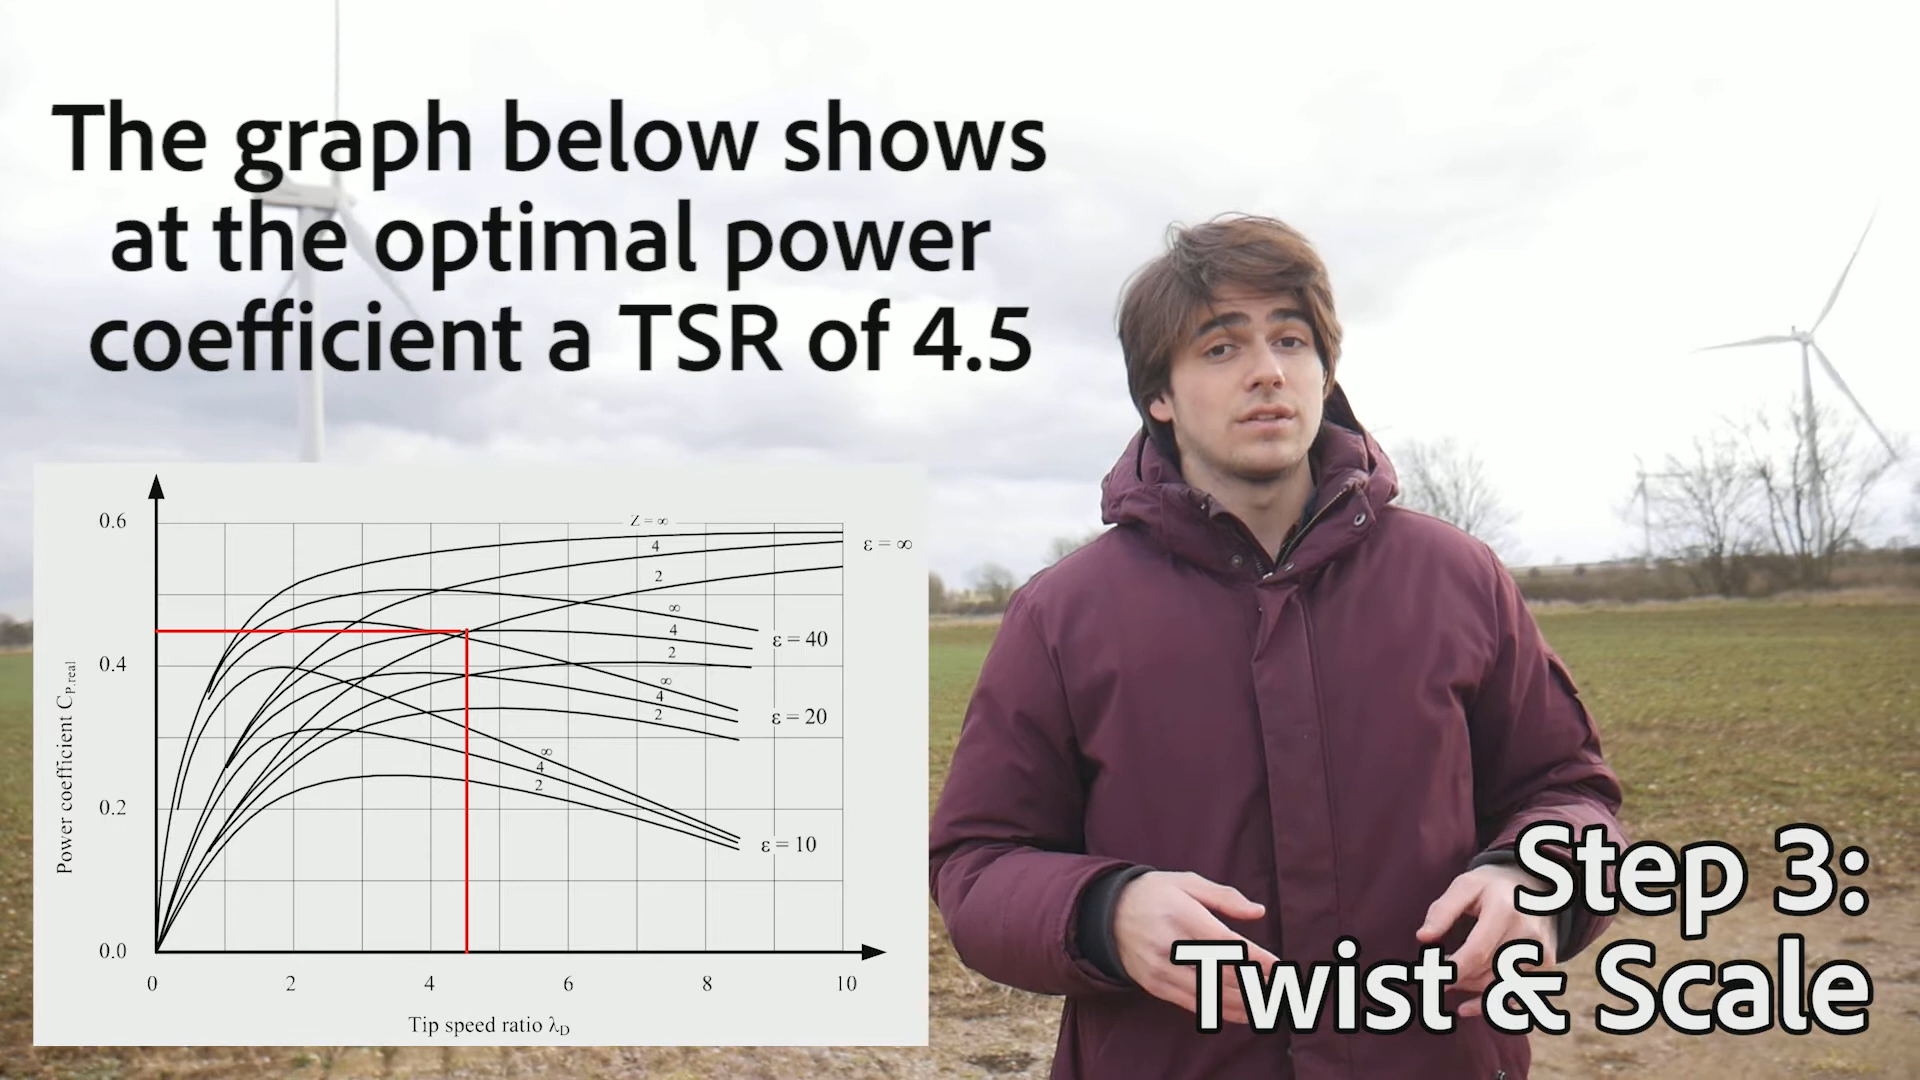 The graph below shows
at the optimal power
coefficient a TSR of 4.5
0.6
0.4
0.2
0.0
Power coefficient C_P,real
Z = ∞
4
2
ε = ∞
∞
4
2
ε = 40
∞
4
2
ε = 20
∞
4
2
ε = 10
0 2 4 6 8 10
Tip speed ratio λ_D
Step 3:
Twist & Scale